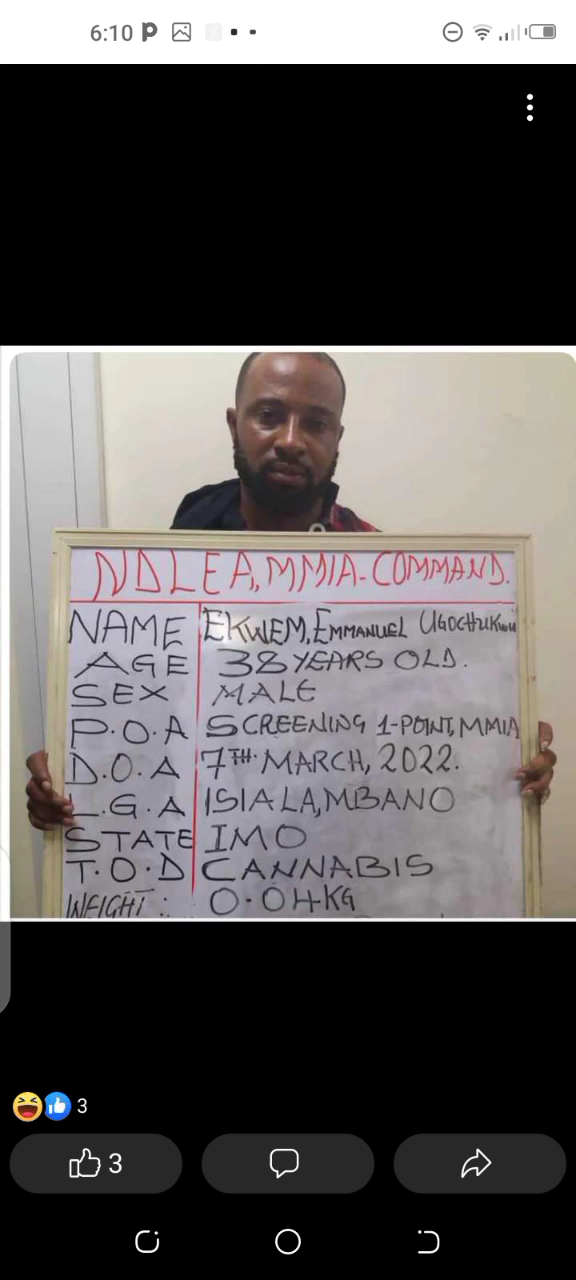 6:10
NDLEA, MMIA-COMMAND.
NAME EKWEM, EMMANUEL UGOCHUKWU
AGE 38 YEARS OLD.
SEX MALE
P.O.A SCREENING 1-POINT, MMIA
D.O.A 7TH. MARCH, 2022.
L.G.A ISIALA, MBANO
STATE IMO
T.O.D CANNABIS
WEIGHT: 0.04KG
3
3